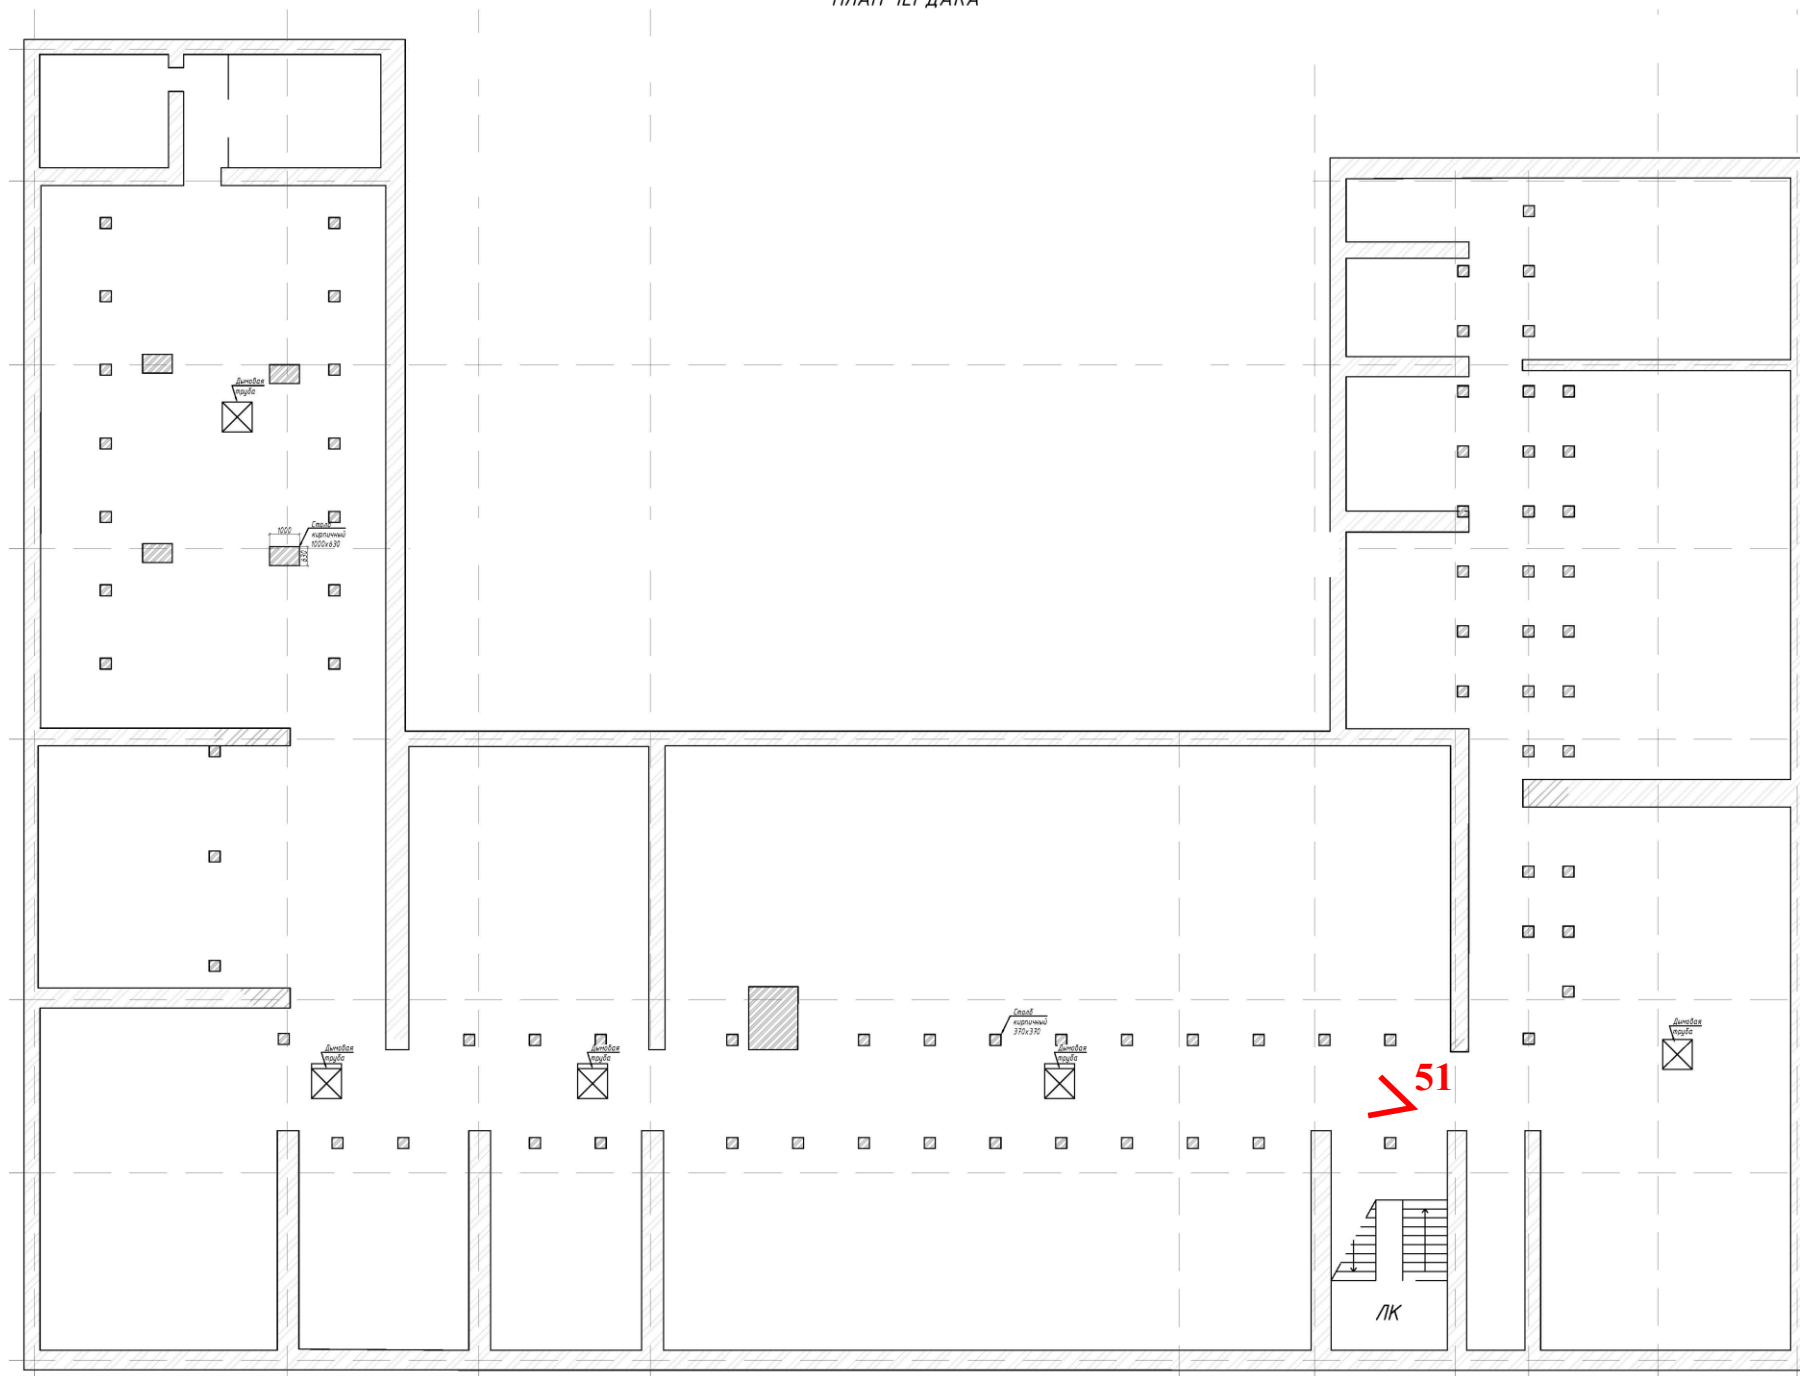 ПЛАН ЧЕРДАКА
Дымовая
труба
1000
Столб
кирпичный
1000х630
630
Столб
кирпичный
370х370
Дымовая
труба
Дымовая
труба
Дымовая
труба
Дымовая
труба
51
ЛК